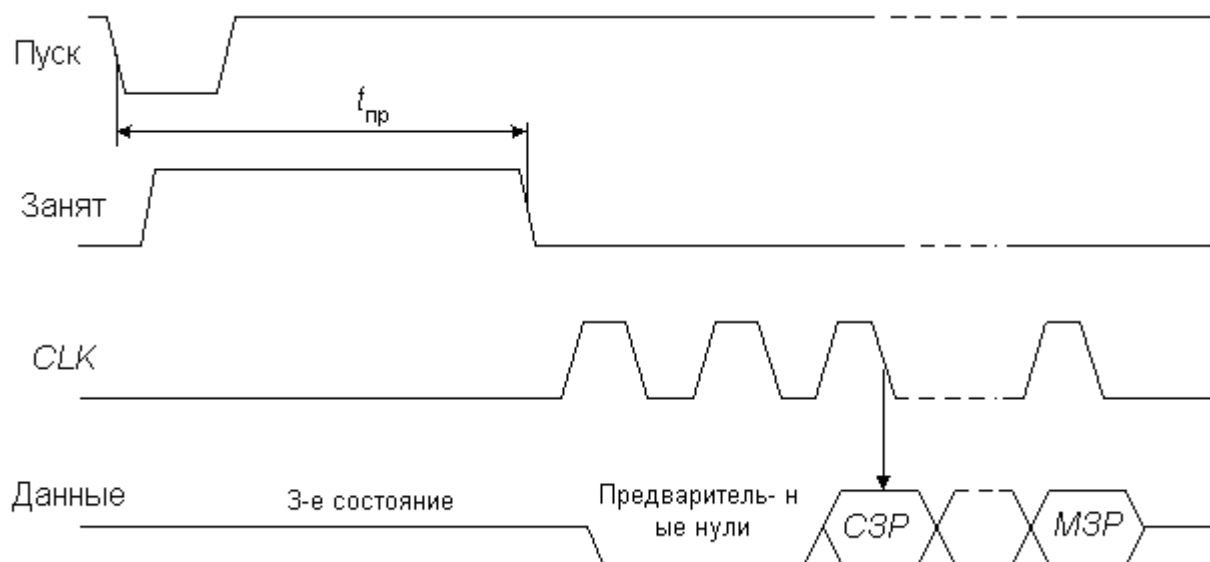 Пуск
tпр
Занят
CLK
Данные
3-е состояние
Предваритель- н
ые нули
СЗР
МЗР